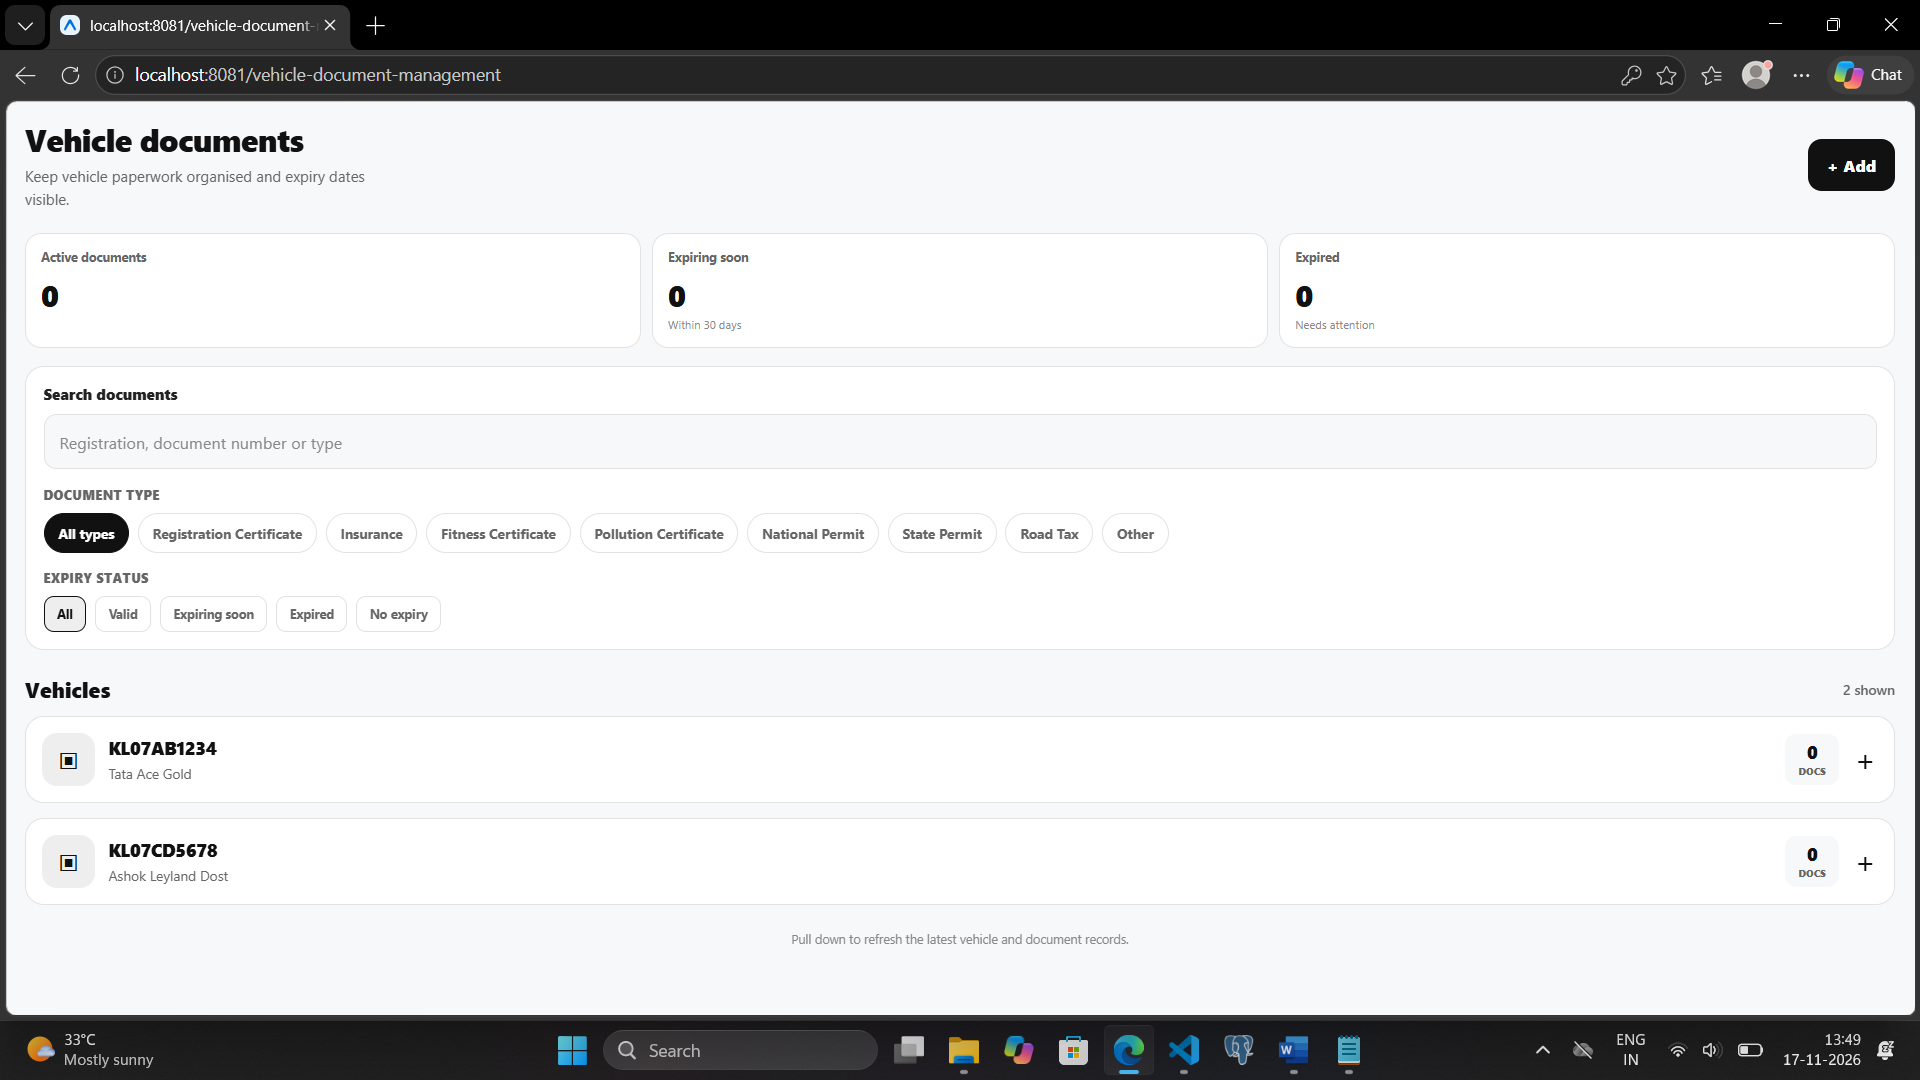 localhost:8081/vehicle-document-
localhost:8081/vehicle-document-management
Chat
Vehicle documents
Keep vehicle paperwork organised and expiry dates
visible.
+ Add
Active documents
0
Expiring soon
0
Within 30 days
Expired
0
Needs attention
Search documents
Registration, document number or type
DOCUMENT TYPE
All types Registration Certificate Insurance Fitness Certificate Pollution Certificate National Permit State Permit Road Tax Other
EXPIRY STATUS
All Valid Expiring soon Expired No expiry
Vehicles
2 shown
KL07AB1234
Tata Ace Gold
0
DOCS
+
KL07CD5678
Ashok Leyland Dost
0
DOCS
+
Pull down to refresh the latest vehicle and document records.
33°C
Mostly sunny
Search
ENG
IN
13:49
17-11-2026